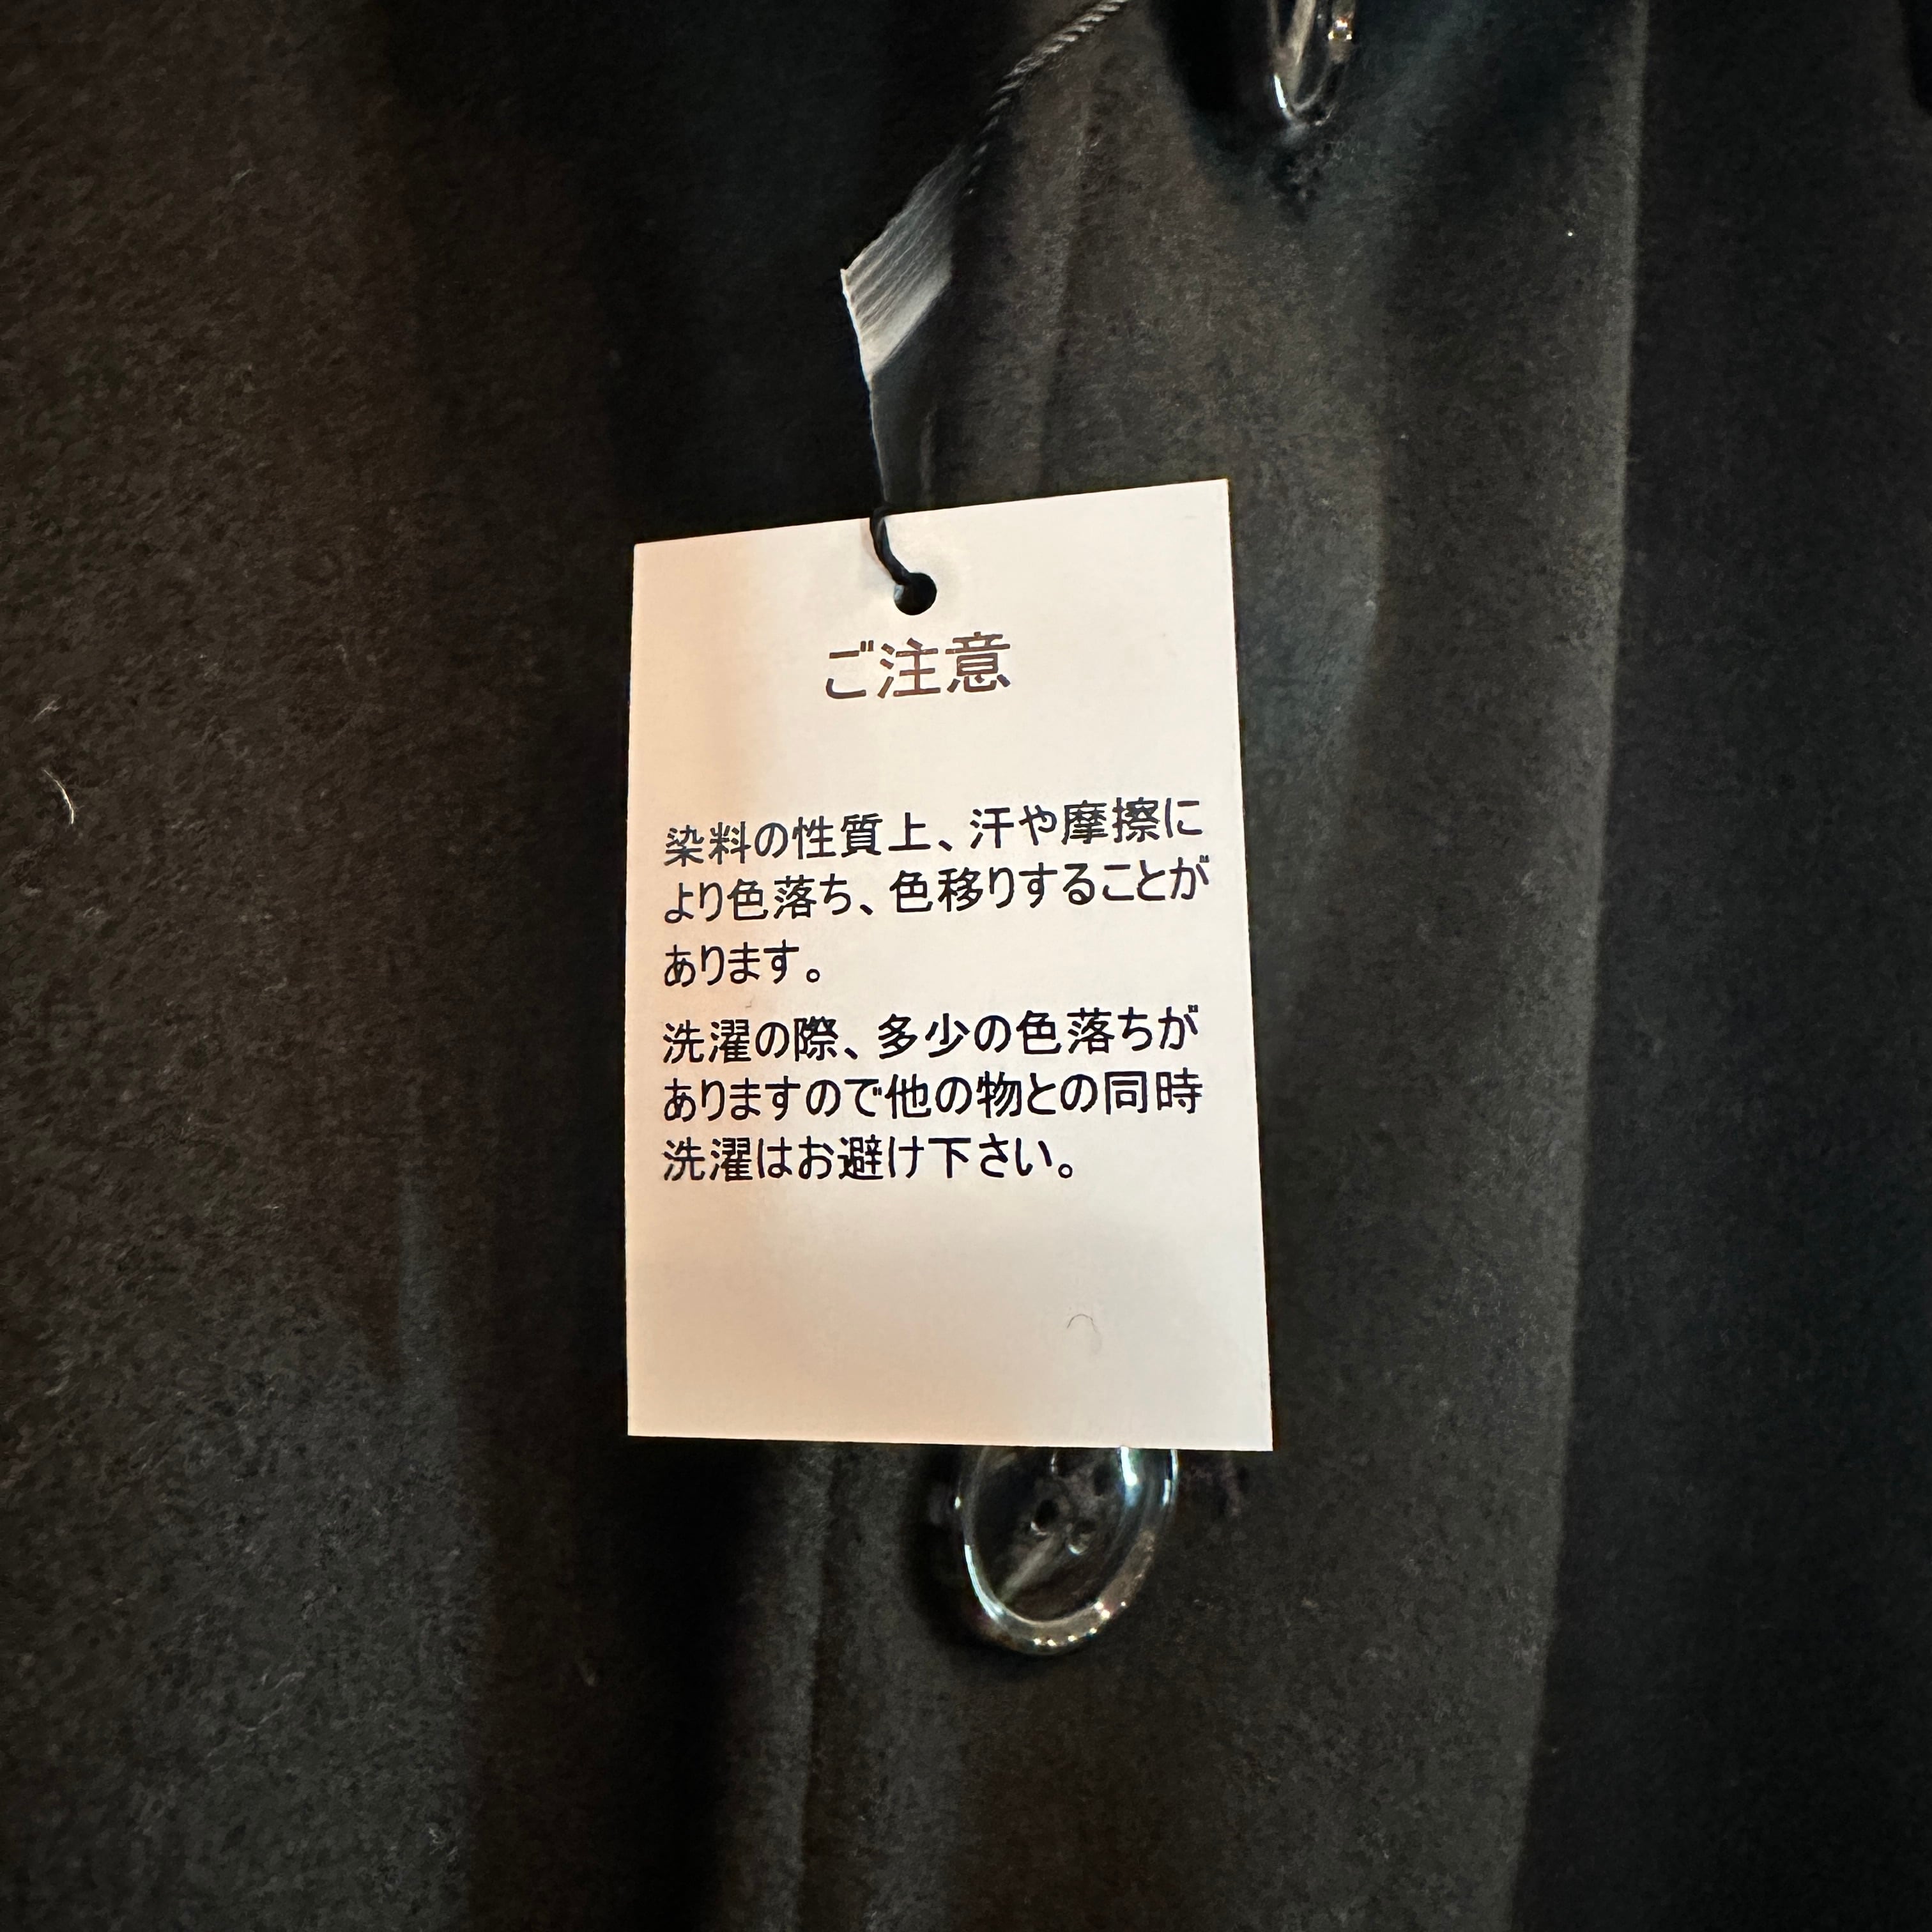 ご注意
染料の性質上、汗や摩擦に
より色落ち、色移りすることが
あります。
洗濯の際、多少の色落ちが
ありますので他の物との同時
洗濯はお避け下さい。